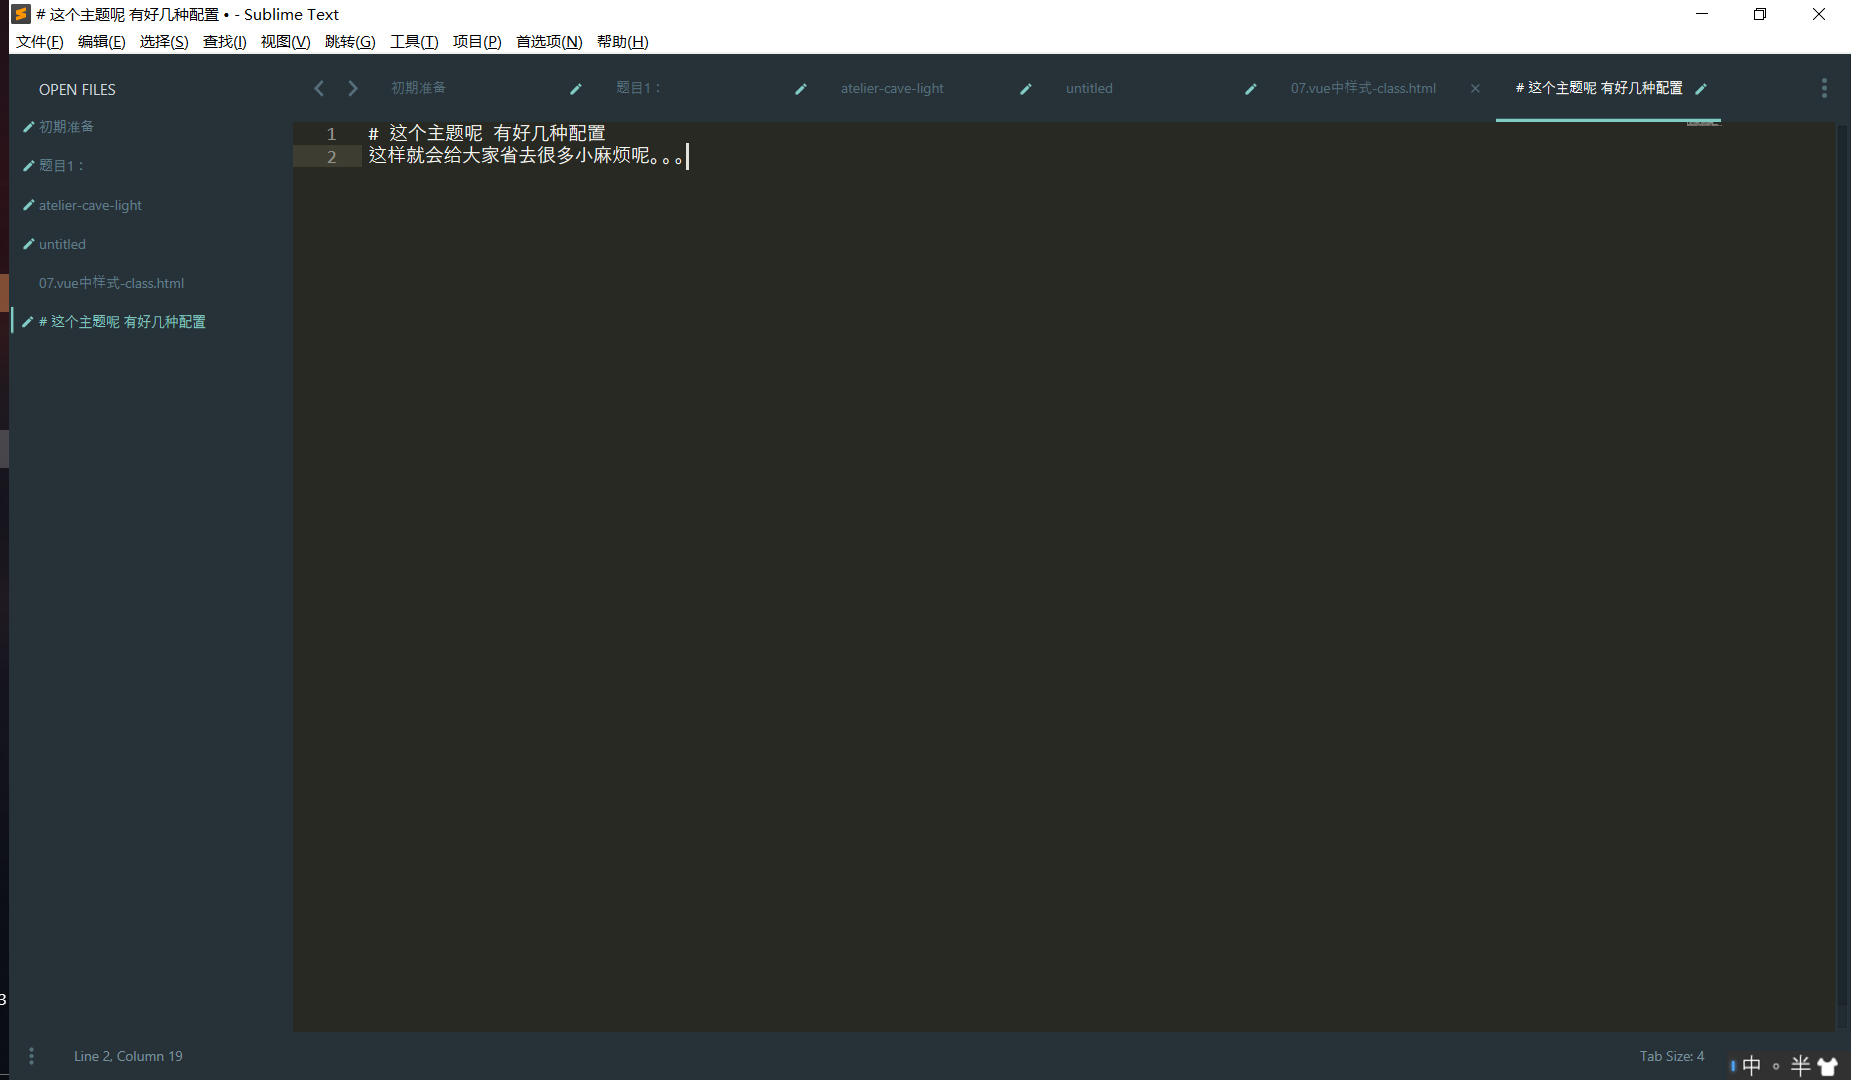 # 这个主题呢 有好几种配置 • - Sublime Text
文件(F) 编辑(E) 选择(S) 查找(I) 视图(V) 跳转(G) 工具(T) 项目(P) 首选项(N) 帮助(H)
OPEN FILES
初期准备
题目1：
atelier-cave-light
untitled
07.vue中样式-class.html
# 这个主题呢 有好几种配置
初期准备 题目1： atelier-cave-light untitled 07.vue中样式-class.html # 这个主题呢 有好几种配置
1 # 这个主题呢 有好几种配置
2 这样就会给大家省去很多小麻烦呢。。。
3
Line 2, Column 19
Tab Size: 4
中 。 半